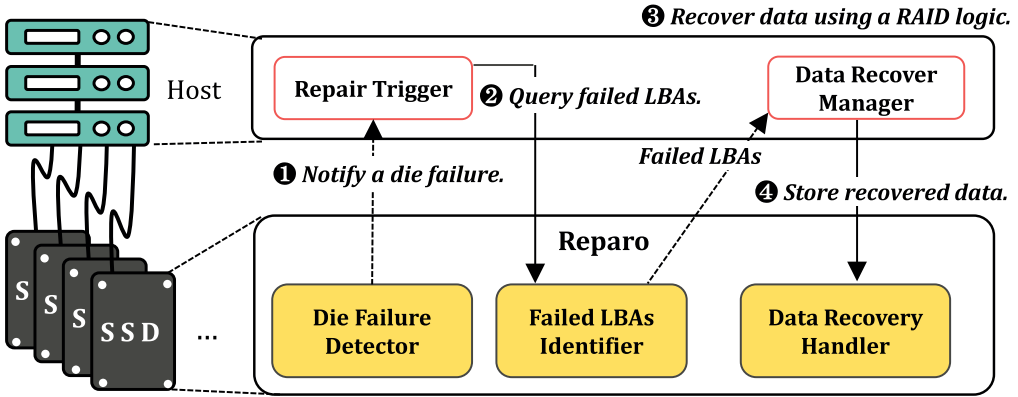 ❸ Recover data using a RAID logic.
Host
Repair Trigger
❷ Query failed LBAs.
Data Recover
Manager
❶ Notify a die failure.
Failed LBAs
❹ Store recovered data.
Reparo
S
S
S
SSD
...
Die Failure
Detector
Failed LBAs
Identifier
Data Recovery
Handler